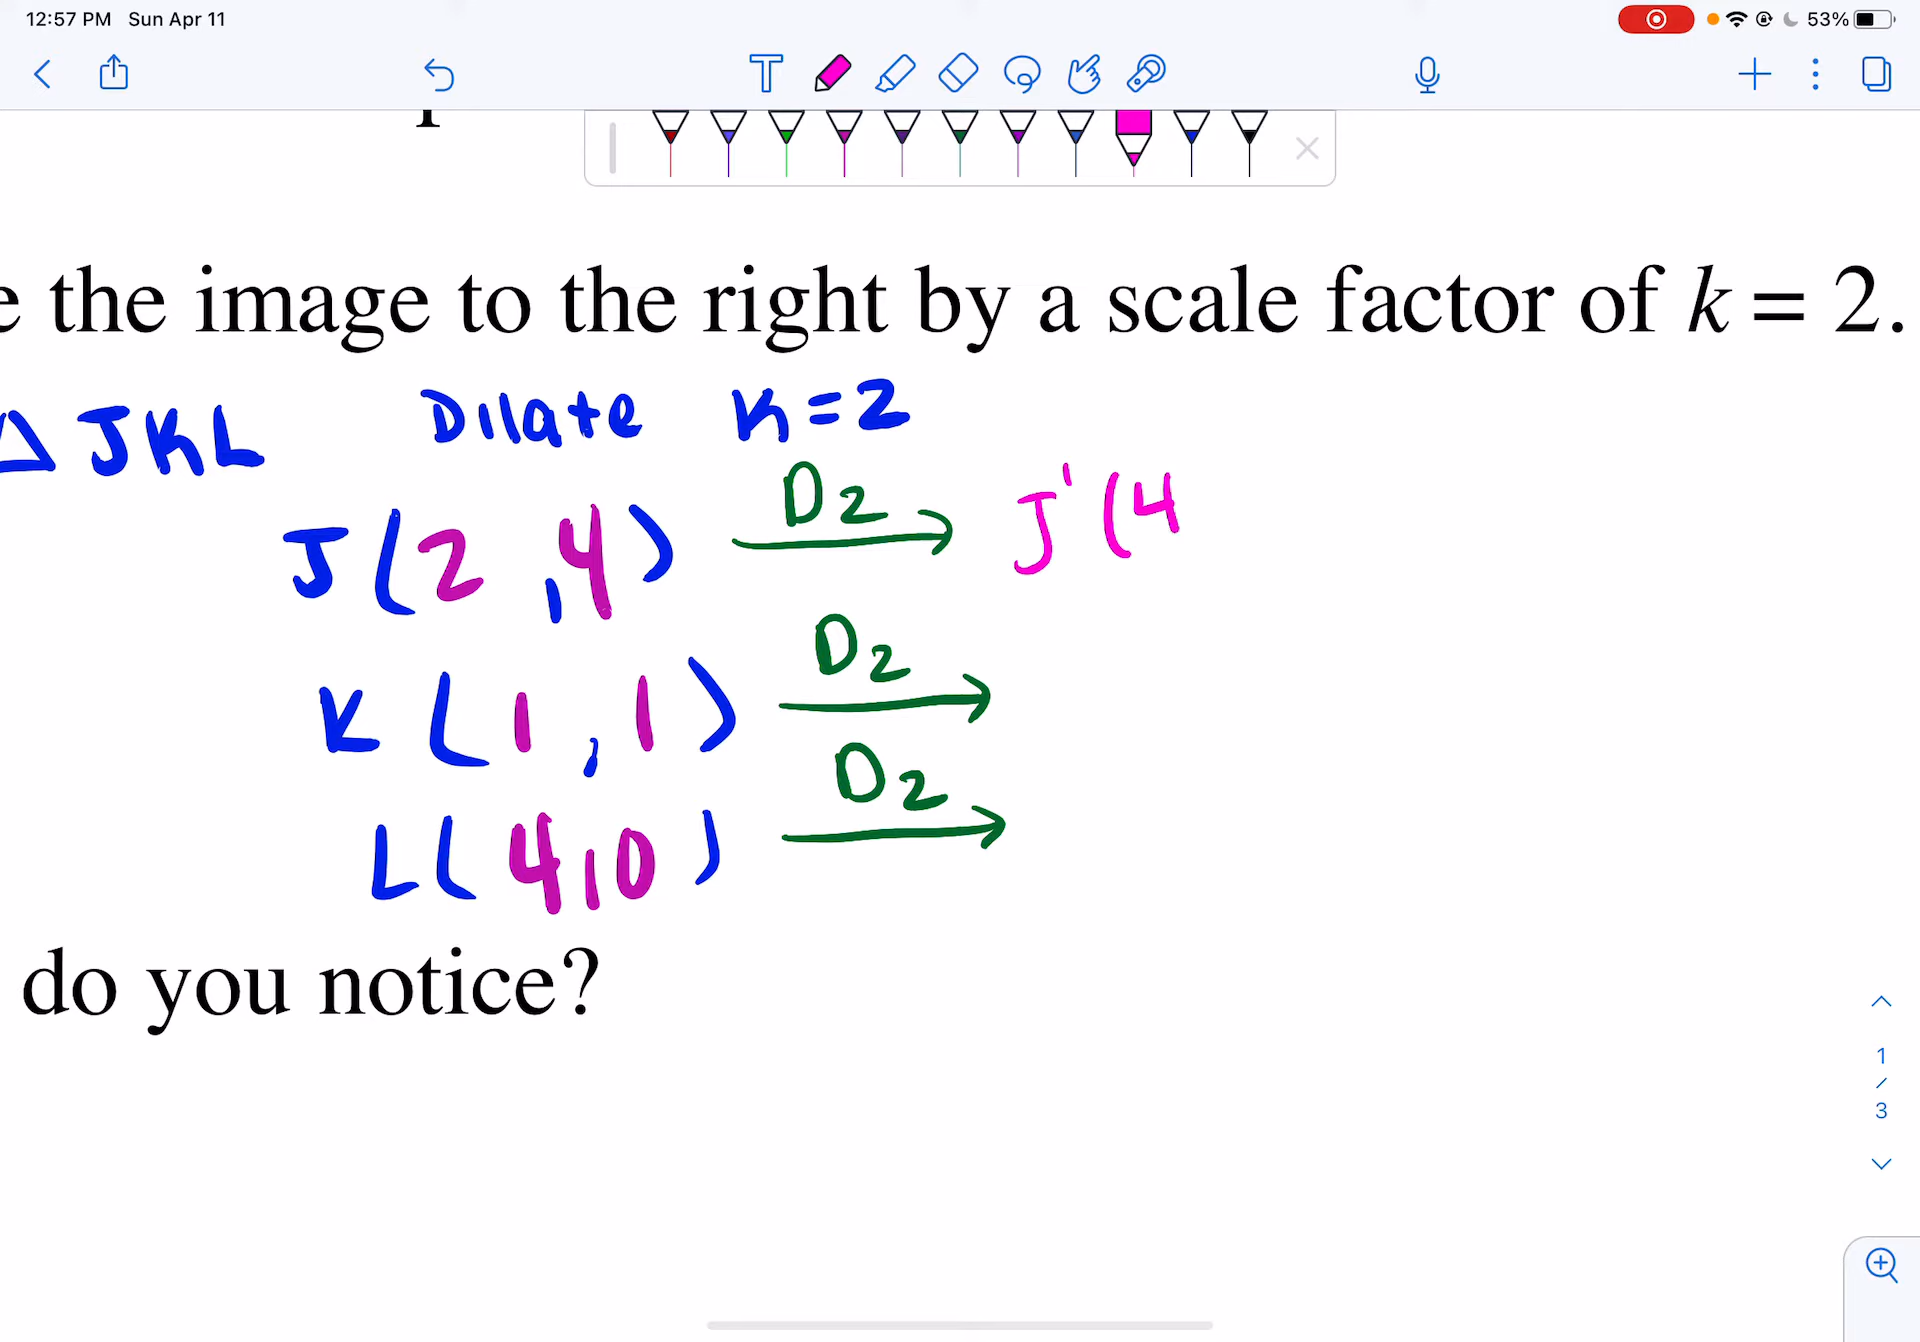 12:57 PM Sun Apr 11
53%
e the image to the right by a scale factor of k = 2.
Δ JKL Dilate K=2
J(2,4) D2 J'(4
K(1,1) D2
L(4,0) D2
do you notice?
1
/
3